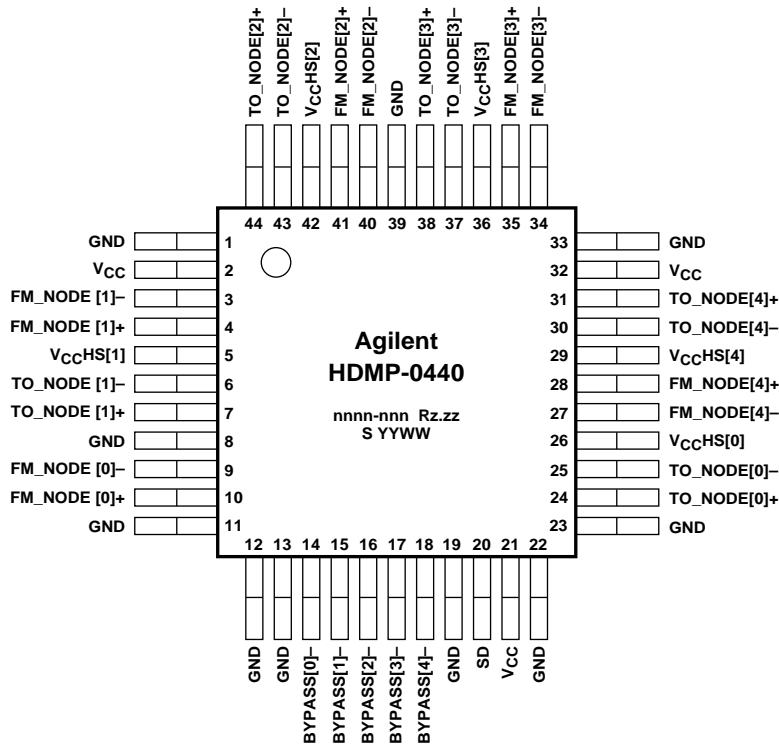 TO_NODE[2]+
TO_NODE[2]–
VCCHS[2]
FM_NODE[2]+
FM_NODE[2]–
GND
TO_NODE[3]+
TO_NODE[3]–
VCCHS[3]
FM_NODE[3]+
FM_NODE[3]–
44 43 42 41 40 39 38 37 36 35 34
GND 1
VCC 2
FM_NODE [1]– 3
FM_NODE [1]+ 4
VCCHS[1] 5
TO_NODE [1]– 6
TO_NODE [1]+ 7
GND 8
FM_NODE [0]– 9
FM_NODE [0]+ 10
GND 11
Agilent
HDMP-0440
nnnn-nnn Rz.zz
S YYWW
33 GND
32 VCC
31 TO_NODE[4]+
30 TO_NODE[4]–
29 VCCHS[4]
28 FM_NODE[4]+
27 FM_NODE[4]–
26 VCCHS[0]
25 TO_NODE[0]–
24 TO_NODE[0]+
23 GND
12 13 14 15 16 17 18 19 20 21 22
GND
GND
BYPASS[0]–
BYPASS[1]–
BYPASS[2]–
BYPASS[3]–
BYPASS[4]–
GND
SD
VCC
GND